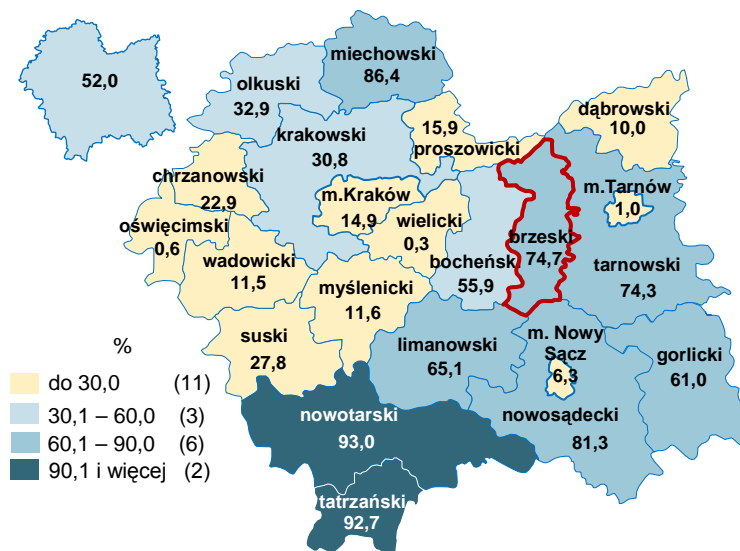 52,0
miechowski
86,4
olkuski
32,9
krakowski
30,8
15,9
proszowicki
dąbrowski
10,0
chrzanowski
22,9
m.Kraków
14,9
wielicki
0,3
m.Tarnów
1,0
oświęcimski
0,6
wadowicki
11,5
bocheńsk
55,9
brzeski
74,7
tarnowski
74,3
myślenicki
11,6
suski
27,8
limanowski
65,1
m. Nowy
Sącz
6,3
gorlicki
61,0
nowosądecki
81,3
nowotarski
93,0
tatrzański
92,7
%
do 30,0 (11)
30,1 – 60,0 (3)
60,1 – 90,0 (6)
90,1 i więcej (2)